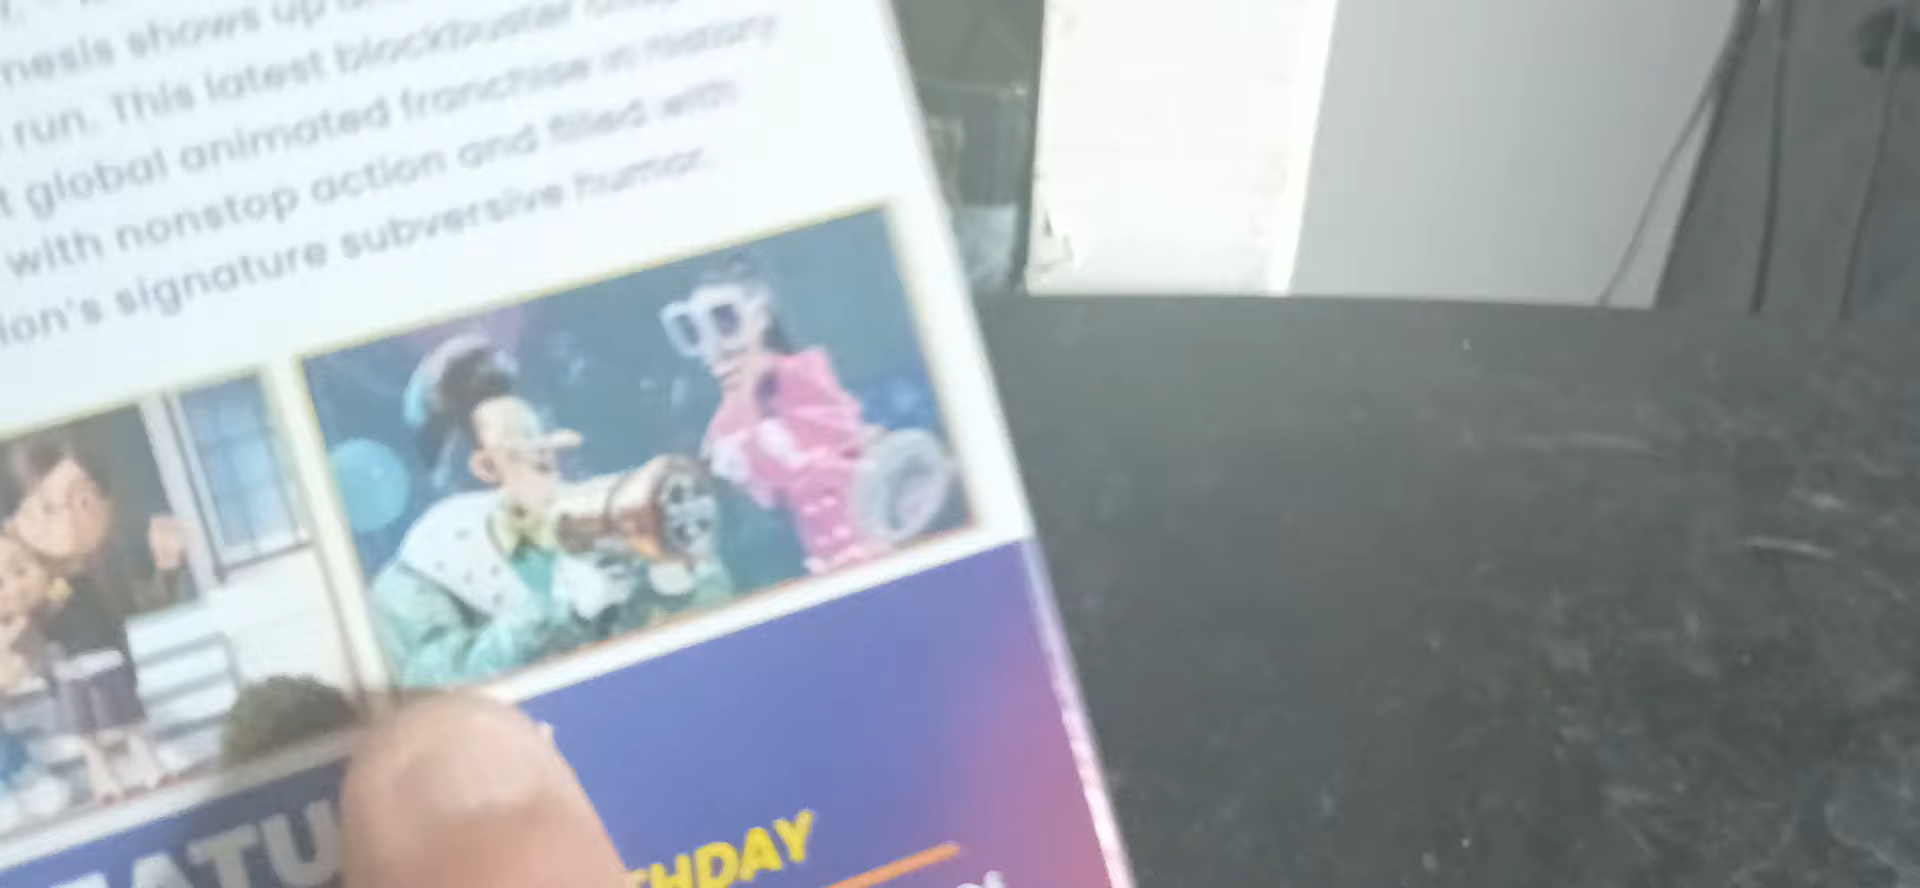 nesis shows up
run. This latest blockbuster
global animated franchise in history
with nonstop action and filled with
ion's signature subversive humor.
EATU
THDAY